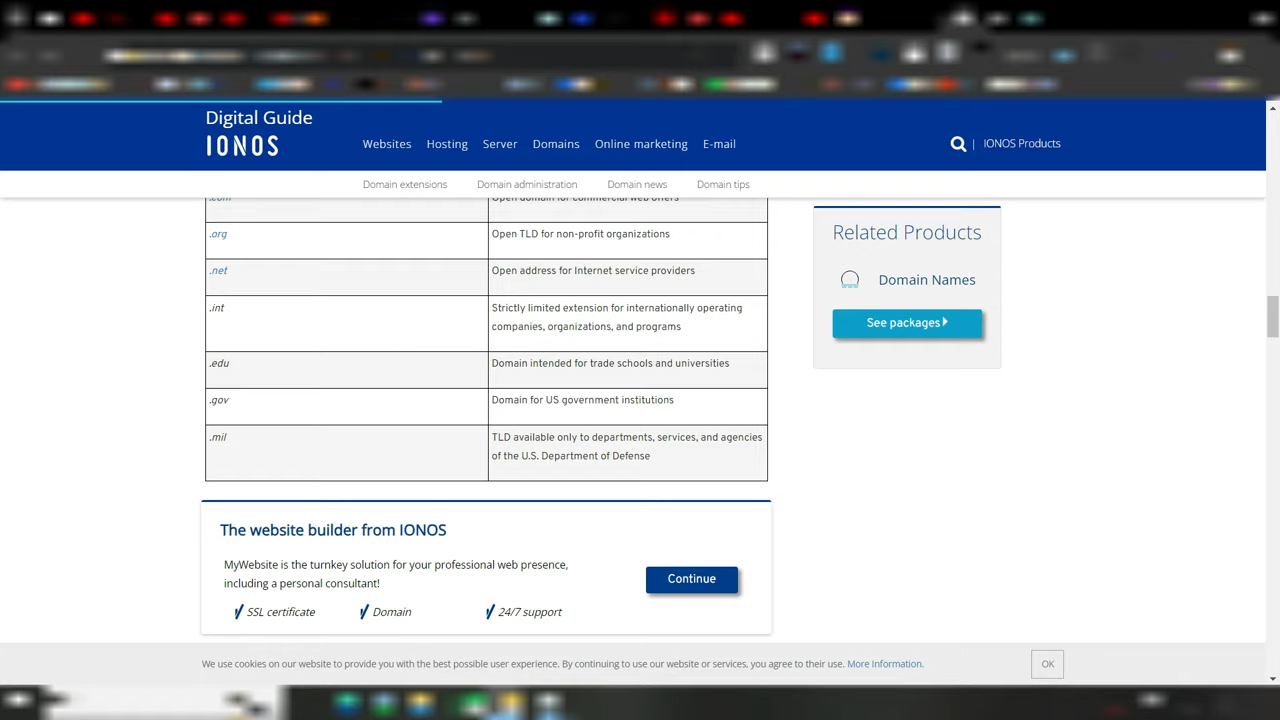 Digital Guide
IONOS
Websites Hosting Server Domains Online marketing E-mail
IONOS Products
Domain extensions Domain administration Domain news Domain tips
.com Open domain for commercial web offers
.org Open TLD for non-profit organizations
.net Open address for Internet service providers
.int Strictly limited extension for internationally operating
companies, organizations, and programs
.edu Domain intended for trade schools and universities
.gov Domain for US government institutions
.mil TLD available only to departments, services, and agencies
of the U.S. Department of Defense
Related Products
Domain Names
See packages
The website builder from IONOS
MyWebsite is the turnkey solution for your professional web presence,
including a personal consultant!
Continue
SSL certificate Domain 24/7 support
We use cookies on our website to provide you with the best possible user experience. By continuing to use our website or services, you agree to their use. More Information.
OK